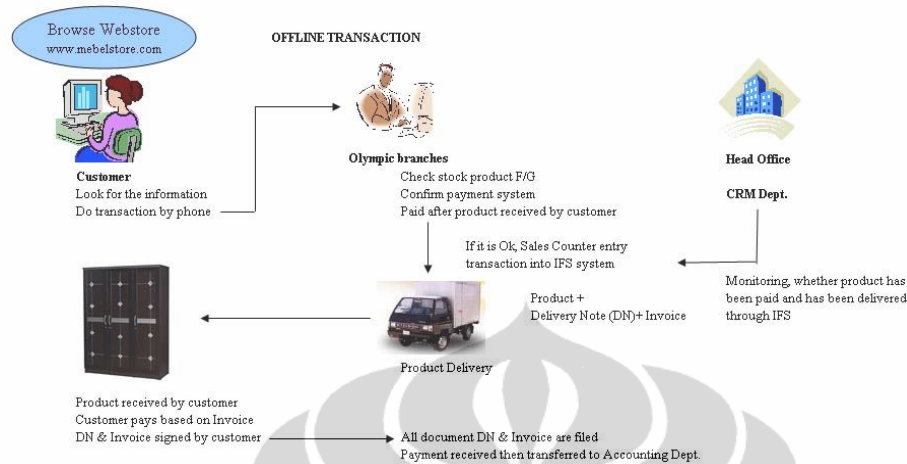 Browse Webstore
www.mebelstore.com
OFFLINE TRANSACTION
Customer
Look for the information
Do transaction by phone
Olympic branches
Check stock product F/G
Confirm payment system
Paid after product received by customer
Head Office
CRM Dept.
If it is Ok, Sales Counter entry
transaction into IFS system
Monitoring, whether product has
been paid and has been delivered
through IFS
Product +
Delivery Note (DN)+ Invoice
Product Delivery
Product received by customer
Customer pays based on Invoice
DN & Invoice signed by customer
All document DN & Invoice are filed
Payment received then transferred to Accounting Dept.